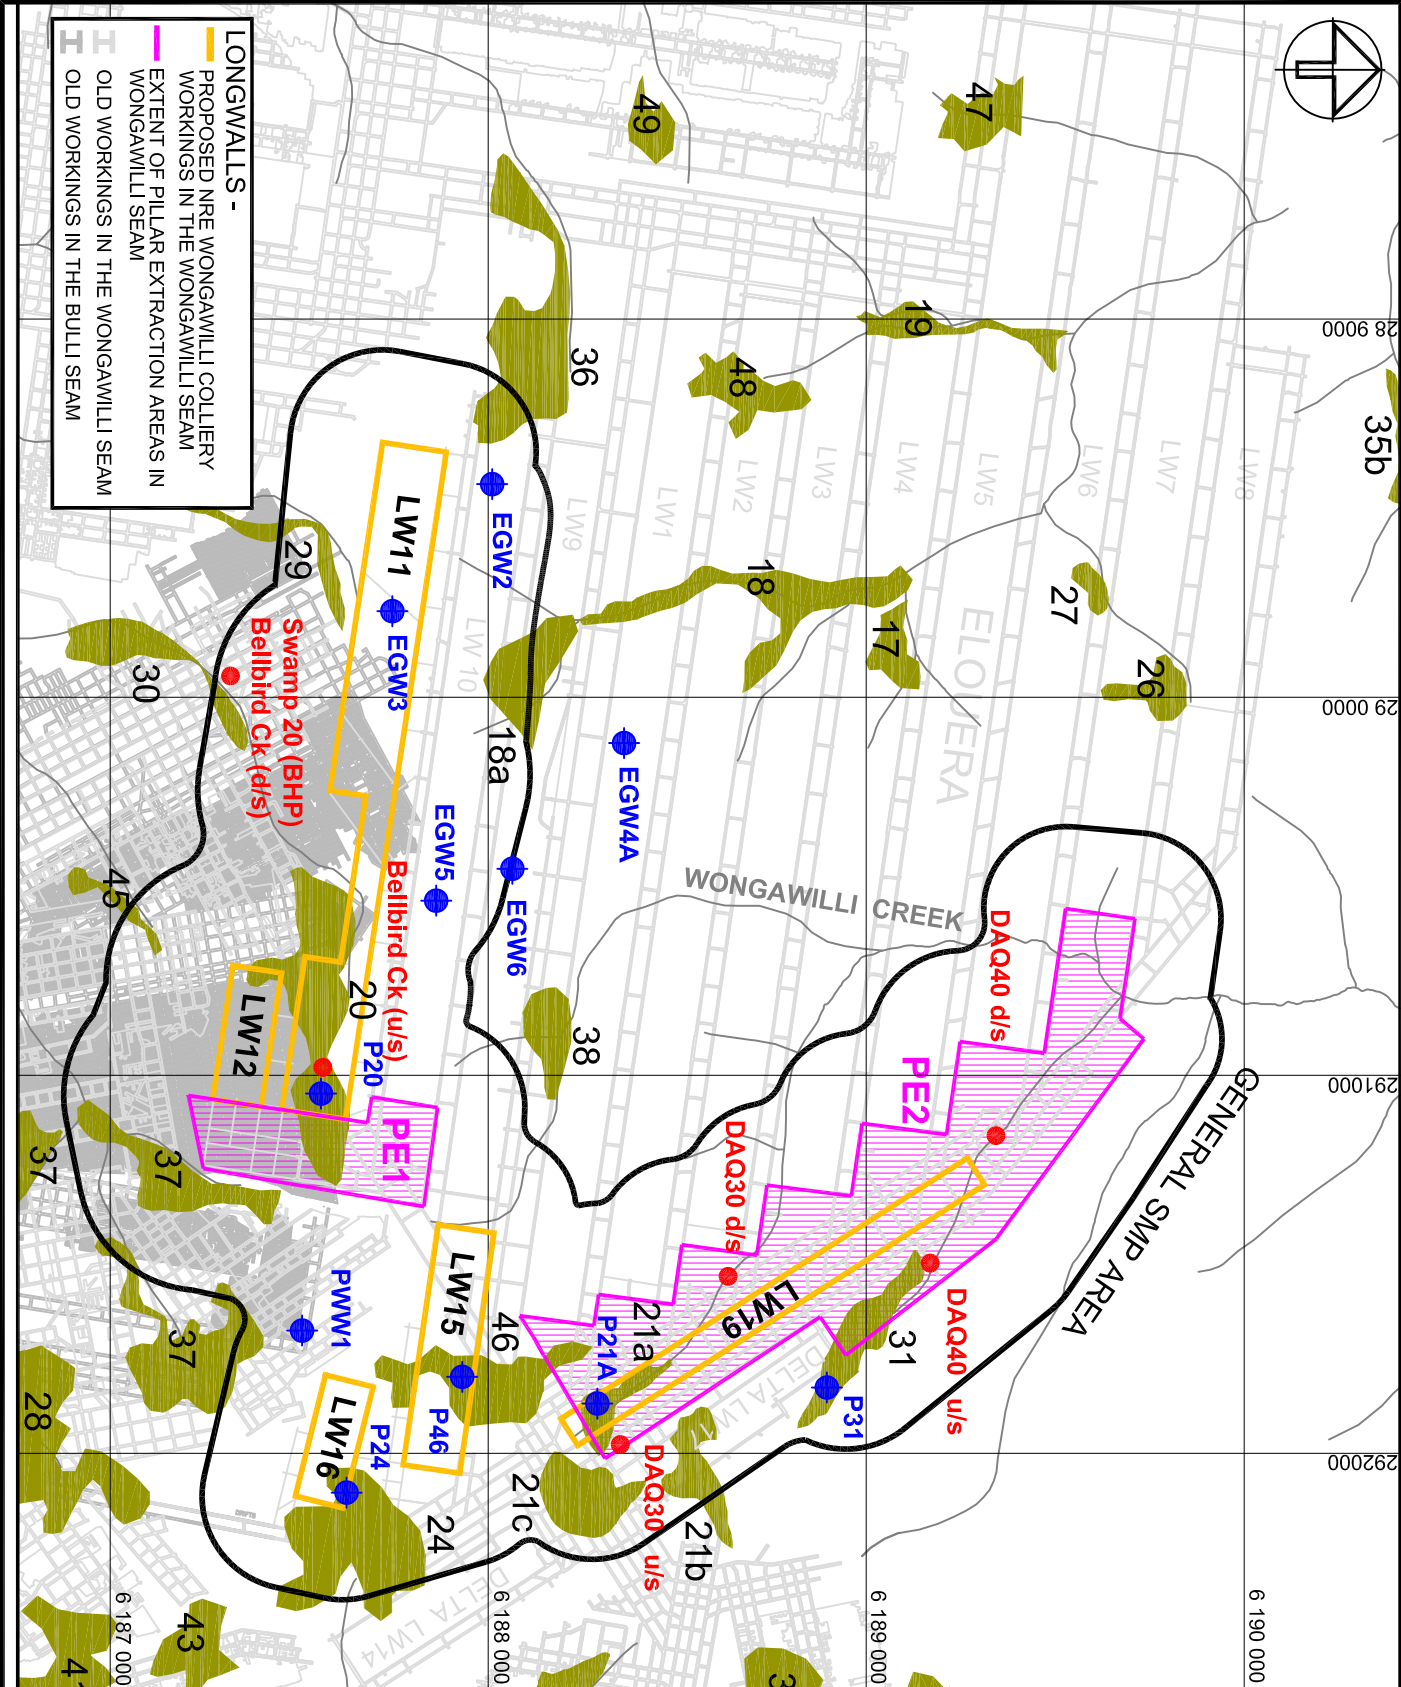 LONGWALLS -
PROPOSED NRE WONGAWILLI COLLIERY
WORKINGS IN THE WONGAWILLI SEAM
EXTENT OF PILLAR EXTRACTION AREAS IN
WONGAWILLI SEAM
OLD WORKINGS IN THE WONGAWILLI SEAM
OLD WORKINGS IN THE BULLI SEAM
47
49
19
48
36
35b
28 9000
LW8
LW7
LW6
LW5
LW4
LW3
LW2
LW1
LW9
LW 10
ELOUERA
27
26
17
18
18a
29 0000
EGW2
LW11
EGW3
29
30
Swamp 20 (BHP)
Bellbird Ck (d/s)
EGW4A
EGW5
EGW6
WONGAWILLI CREEK
Bellbird Ck (u/s)
45
20
LW12
P20
38
DAQ40 d/s
PE2
291000
GENERAL SMP AREA
PE1
37
37
37
DAQ30 d/s
LW19
DAQ40 u/s
31
P31
21a
P21A
46
LW15
PWW1
P46
P24
LW16
28
24
21c
21b
DAQ30 u/s
292000
DELTA LW14
43
6 187 000
6 188 000
6 189 000
6 190 000